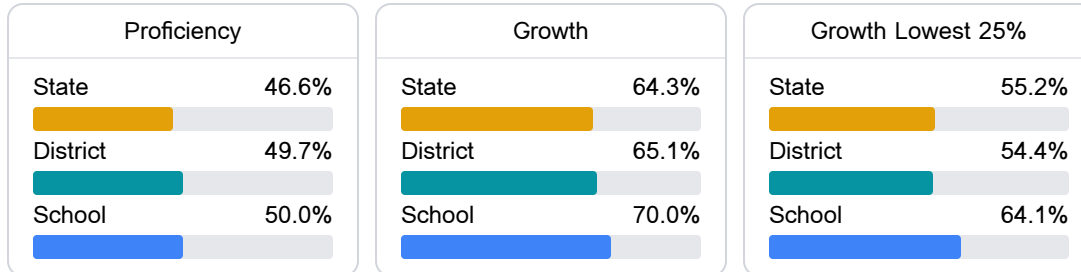 Proficiency
State 46.6%
District 49.7%
School 50.0%
Growth
State 64.3%
District 65.1%
School 70.0%
Growth Lowest 25%
State 55.2%
District 54.4%
School 64.1%